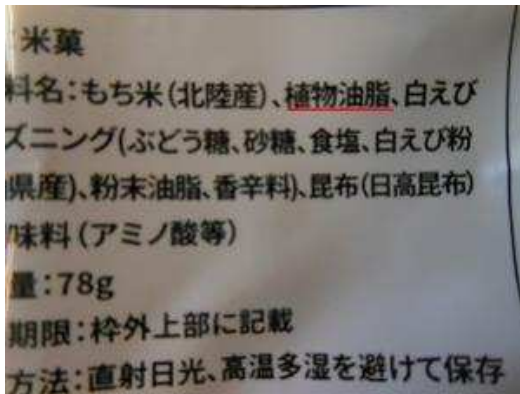 米菓
料名:もち米(北陸産)、植物油脂、白えび
ズニング(ぶどう糖、砂糖、食塩、白えび粉
県産)、粉末油脂、香辛料)、昆布(日高昆布)
味料(アミノ酸等)
量:78g
期限:枠外上部に記載
方法:直射日光、高温多湿を避けて保存